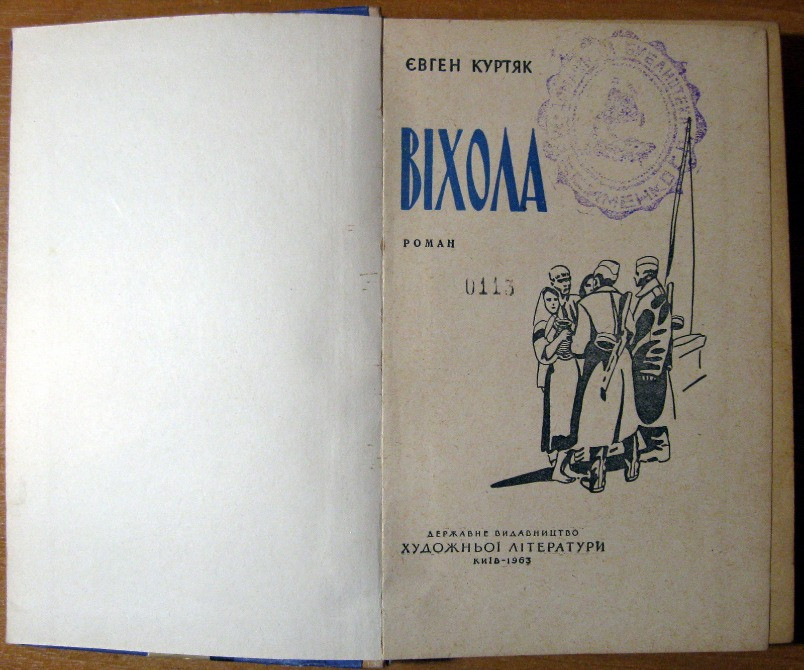 ЄВГЕН КУРТЯК
ВІХОЛА
РОМАН
0113
ДЕРЖАВНЕ ВИДАВНИЦТВО
ХУДОЖНЬОЇ ЛІТЕРАТУРИ
КИЇВ-1963